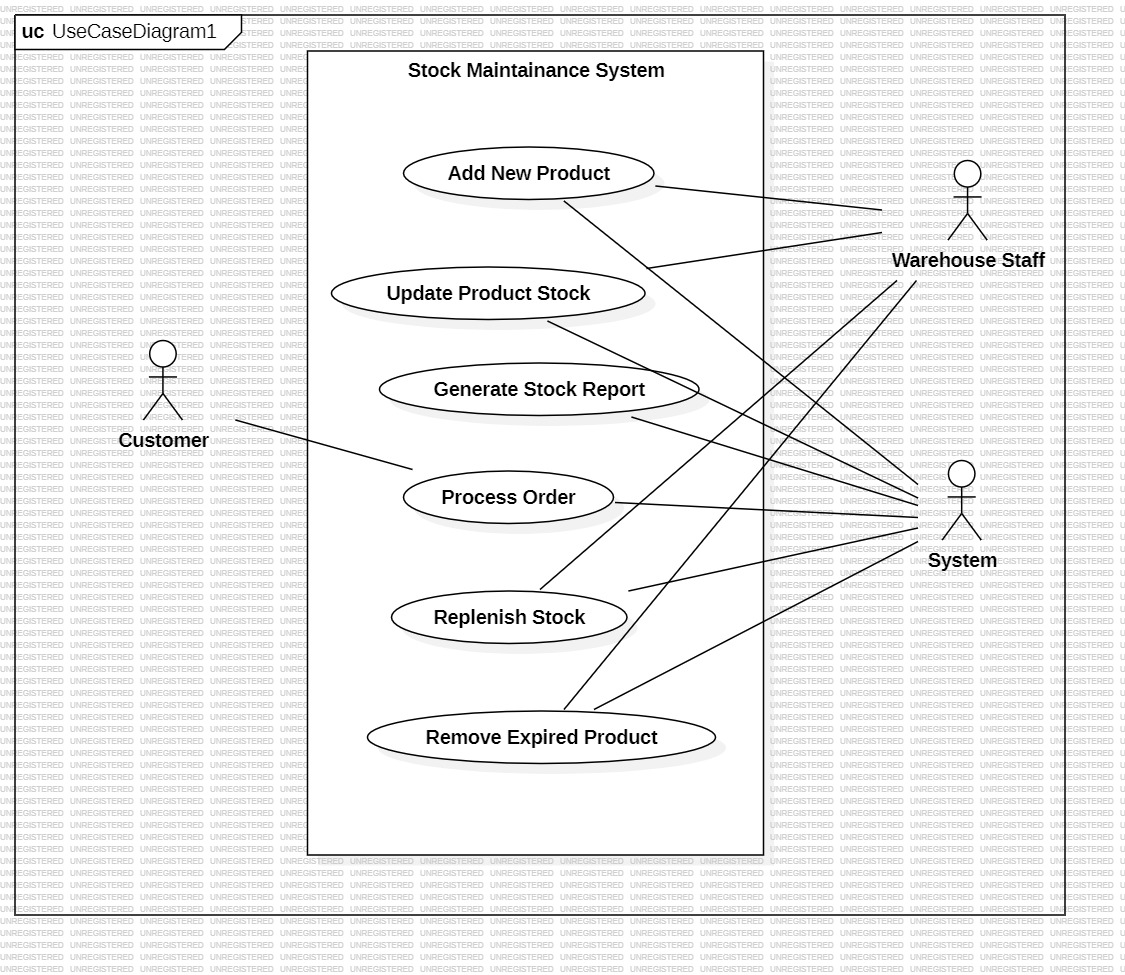 uc UseCaseDiagram1
Stock Maintainance System
Add New Product
Warehouse Staff
Update Product Stock
Generate Stock Report
Customer
Process Order
System
Replenish Stock
Remove Expired Product
UNREGISTERED